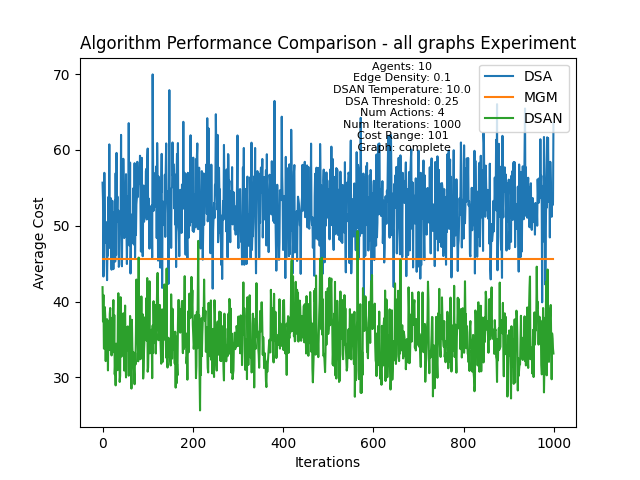 Algorithm Performance Comparison - all graphs Experiment
Agents: 10
Edge Density: 0.1
DSAN Temperature: 10.0
DSA Threshold: 0.25
Num Actions: 4
Num Iterations: 1000
Cost Range: 101
Graph: complete
DSA
MGM
DSAN
Average Cost
70
60
50
40
30
0
200
400
600
800
1000
Iterations